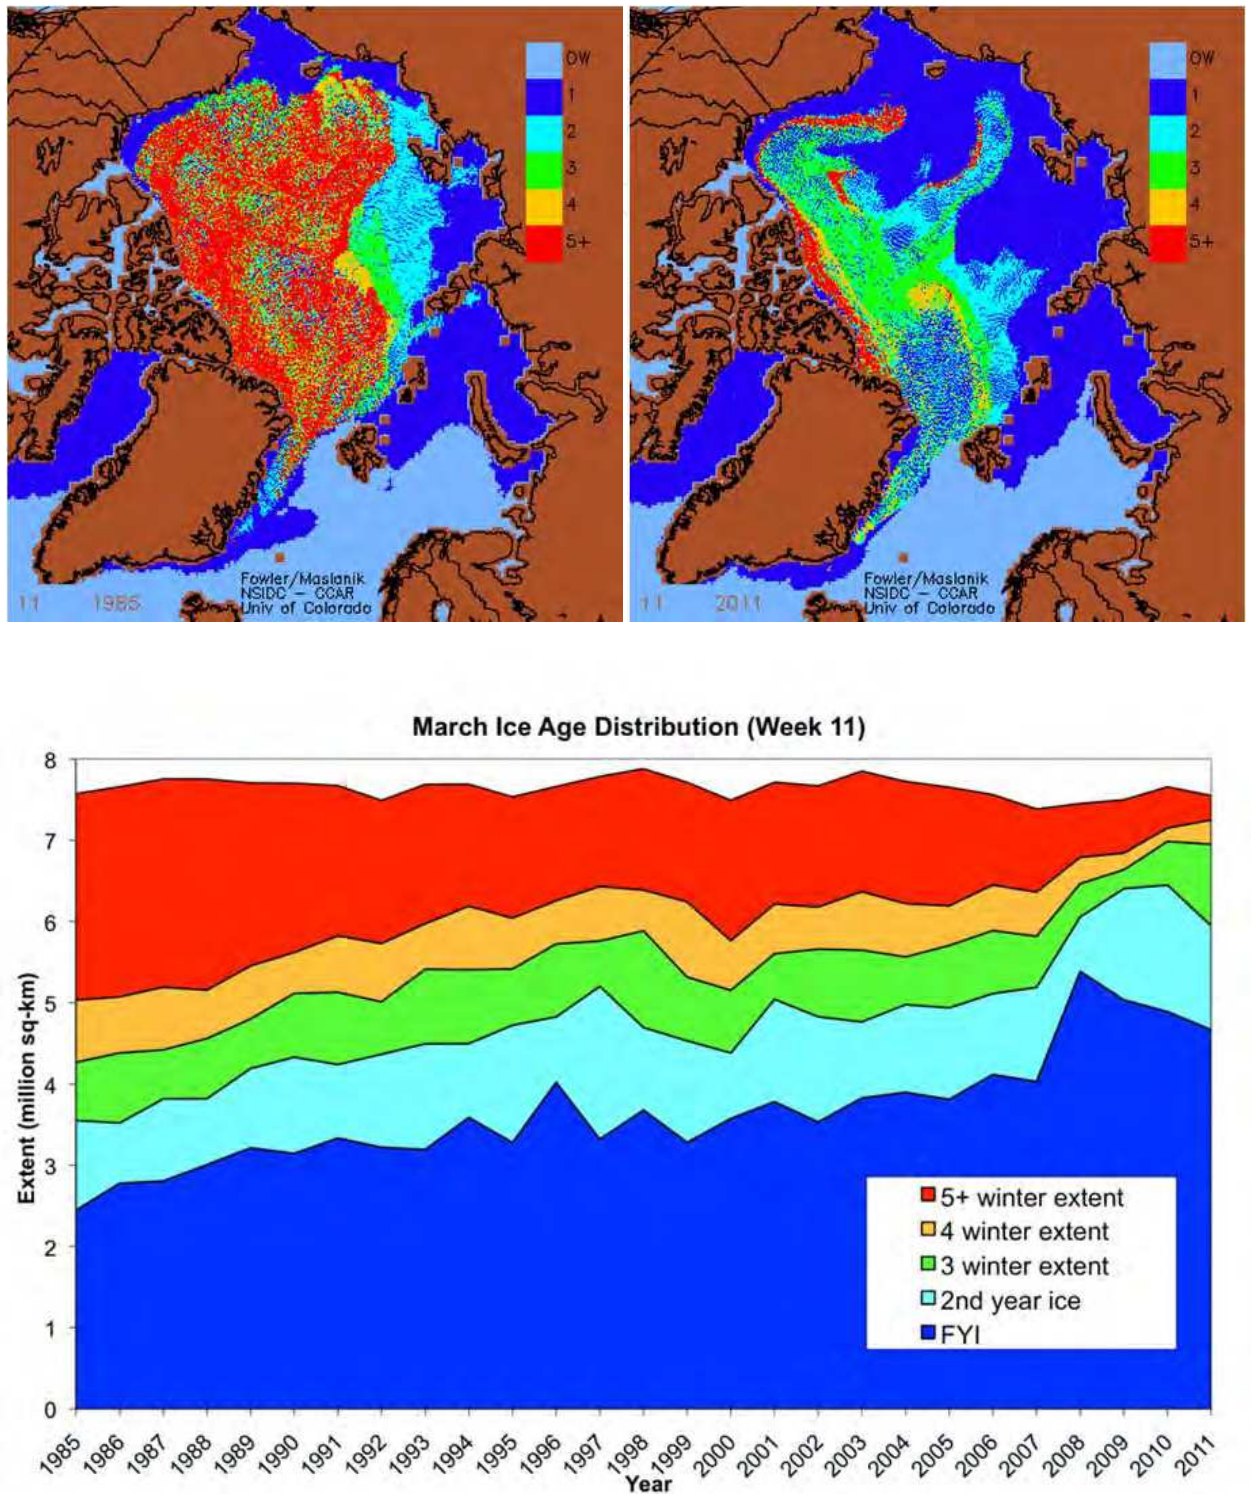 OW
1
2
3
4
5+
Fowler/Maslanik
NSIDC - CCAR
Univ of Colorado
11 1985
OW
1
2
3
4
5+
Fowler/Maslanik
NSIDC - CCAR
Univ of Colorado
11 2011
March Ice Age Distribution (Week 11)
Extent (million sq-km)
8
7
6
5
4
3
2
1
0
5+ winter extent
4 winter extent
3 winter extent
2nd year ice
FYI
1985 1986 1987 1988 1989 1990 1991 1992 1993 1994 1995 1996 1997 1998 1999 2000 2001 2002 2003 2004 2005 2006 2007 2008 2009 2010 2011
Year